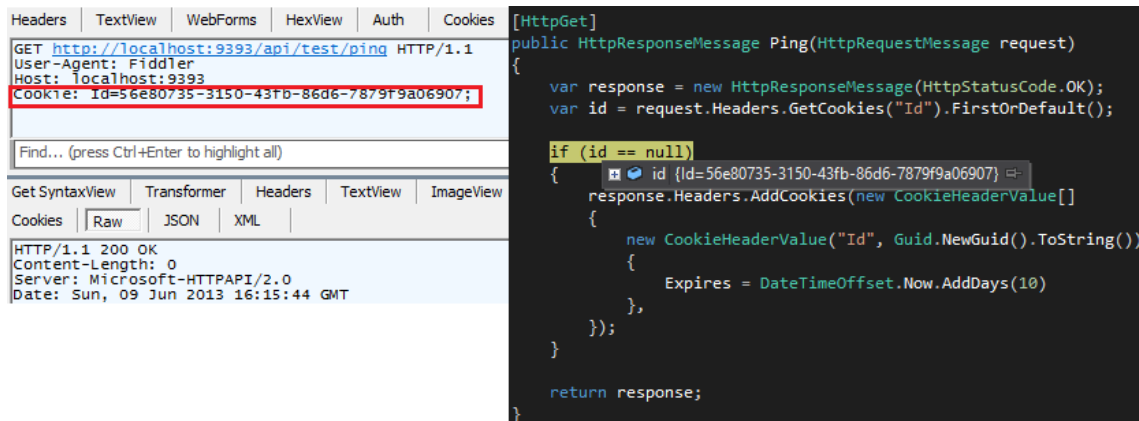 Headers TextView WebForms HexView Auth Cookies
GET http://localhost:9393/api/test/ping HTTP/1.1
User-Agent: Fiddler
Host: localhost:9393
Cookie: Id=56e80735-3150-43fb-86d6-7879f9a06907;
Find... (press Ctrl+Enter to highlight all)
Get SyntaxView Transformer Headers TextView ImageView
Cookies Raw JSON XML
HTTP/1.1 200 OK
Content-Length: 0
Server: Microsoft-HTTPAPI/2.0
Date: Sun, 09 Jun 2013 16:15:44 GMT
[HttpGet]
public HttpResponseMessage Ping(HttpRequestMessage request)
{
var response = new HttpResponseMessage(HttpStatusCode.OK);
var id = request.Headers.GetCookies("Id").FirstOrDefault();
if (id == null)
{
id {Id=56e80735-3150-43fb-86d6-7879f9a06907}
response.Headers.AddCookies(new CookieHeaderValue[]
{
new CookieHeaderValue("Id", Guid.NewGuid().ToString())
{
Expires = DateTimeOffset.Now.AddDays(10)
},
});
}
return response;
}